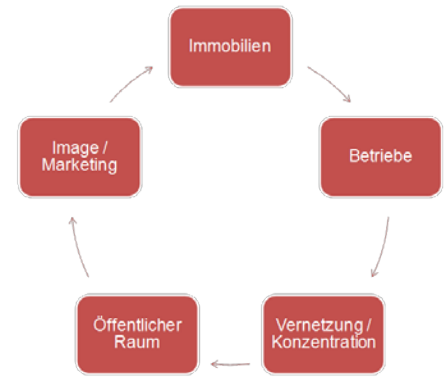 Immobilien
Betriebe
Vernetzung /
Konzentration
Öffentlicher
Raum
Image /
Marketing